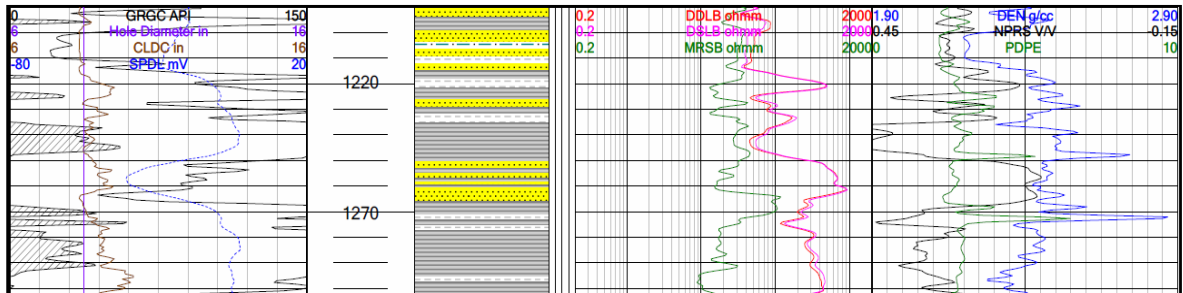 0 GRGC API 150
6 Hole Diameter in 16
6 CLDC in 16
-80 SPDL mV 20
0.2 DDLB ohmm 2000
0.2 DSLB ohmm 2000
0.2 MRSB ohmm 20000
1.90 DEN g/cc 2.90
0.45 NPRS V/V -0.15
PDPE 10
1220
1270